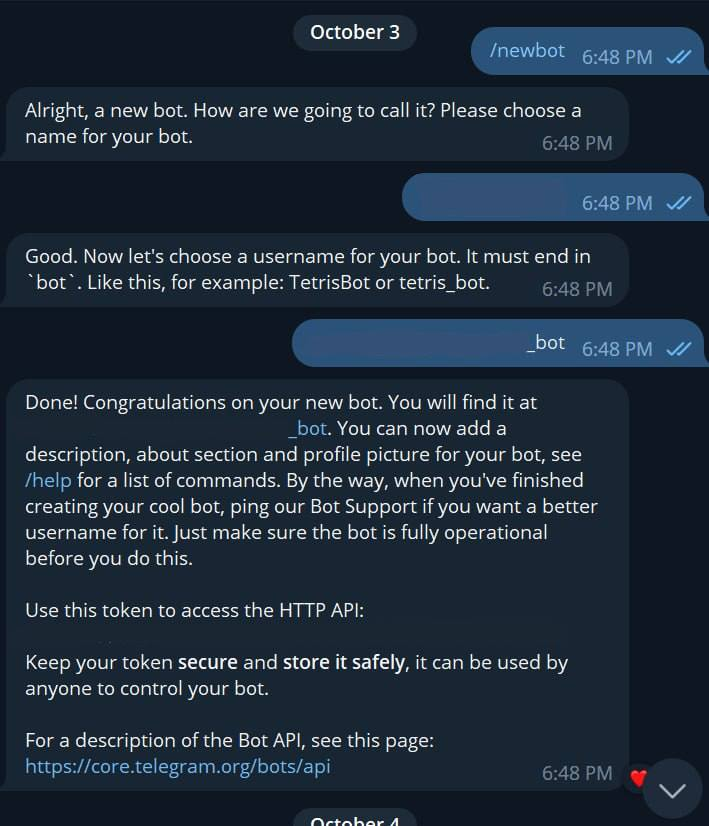 October 3
/newbot 6:48 PM
Alright, a new bot. How are we going to call it? Please choose a
name for your bot. 6:48 PM
6:48 PM
Good. Now let's choose a username for your bot. It must end in
`bot`. Like this, for example: TetrisBot or tetris_bot. 6:48 PM
_bot 6:48 PM
Done! Congratulations on your new bot. You will find it at
_bot. You can now add a
description, about section and profile picture for your bot, see
/help for a list of commands. By the way, when you've finished
creating your cool bot, ping our Bot Support if you want a better
username for it. Just make sure the bot is fully operational
before you do this.
Use this token to access the HTTP API:
Keep your token secure and store it safely, it can be used by
anyone to control your bot.
For a description of the Bot API, see this page:
https://core.telegram.org/bots/api 6:48 PM
October 4